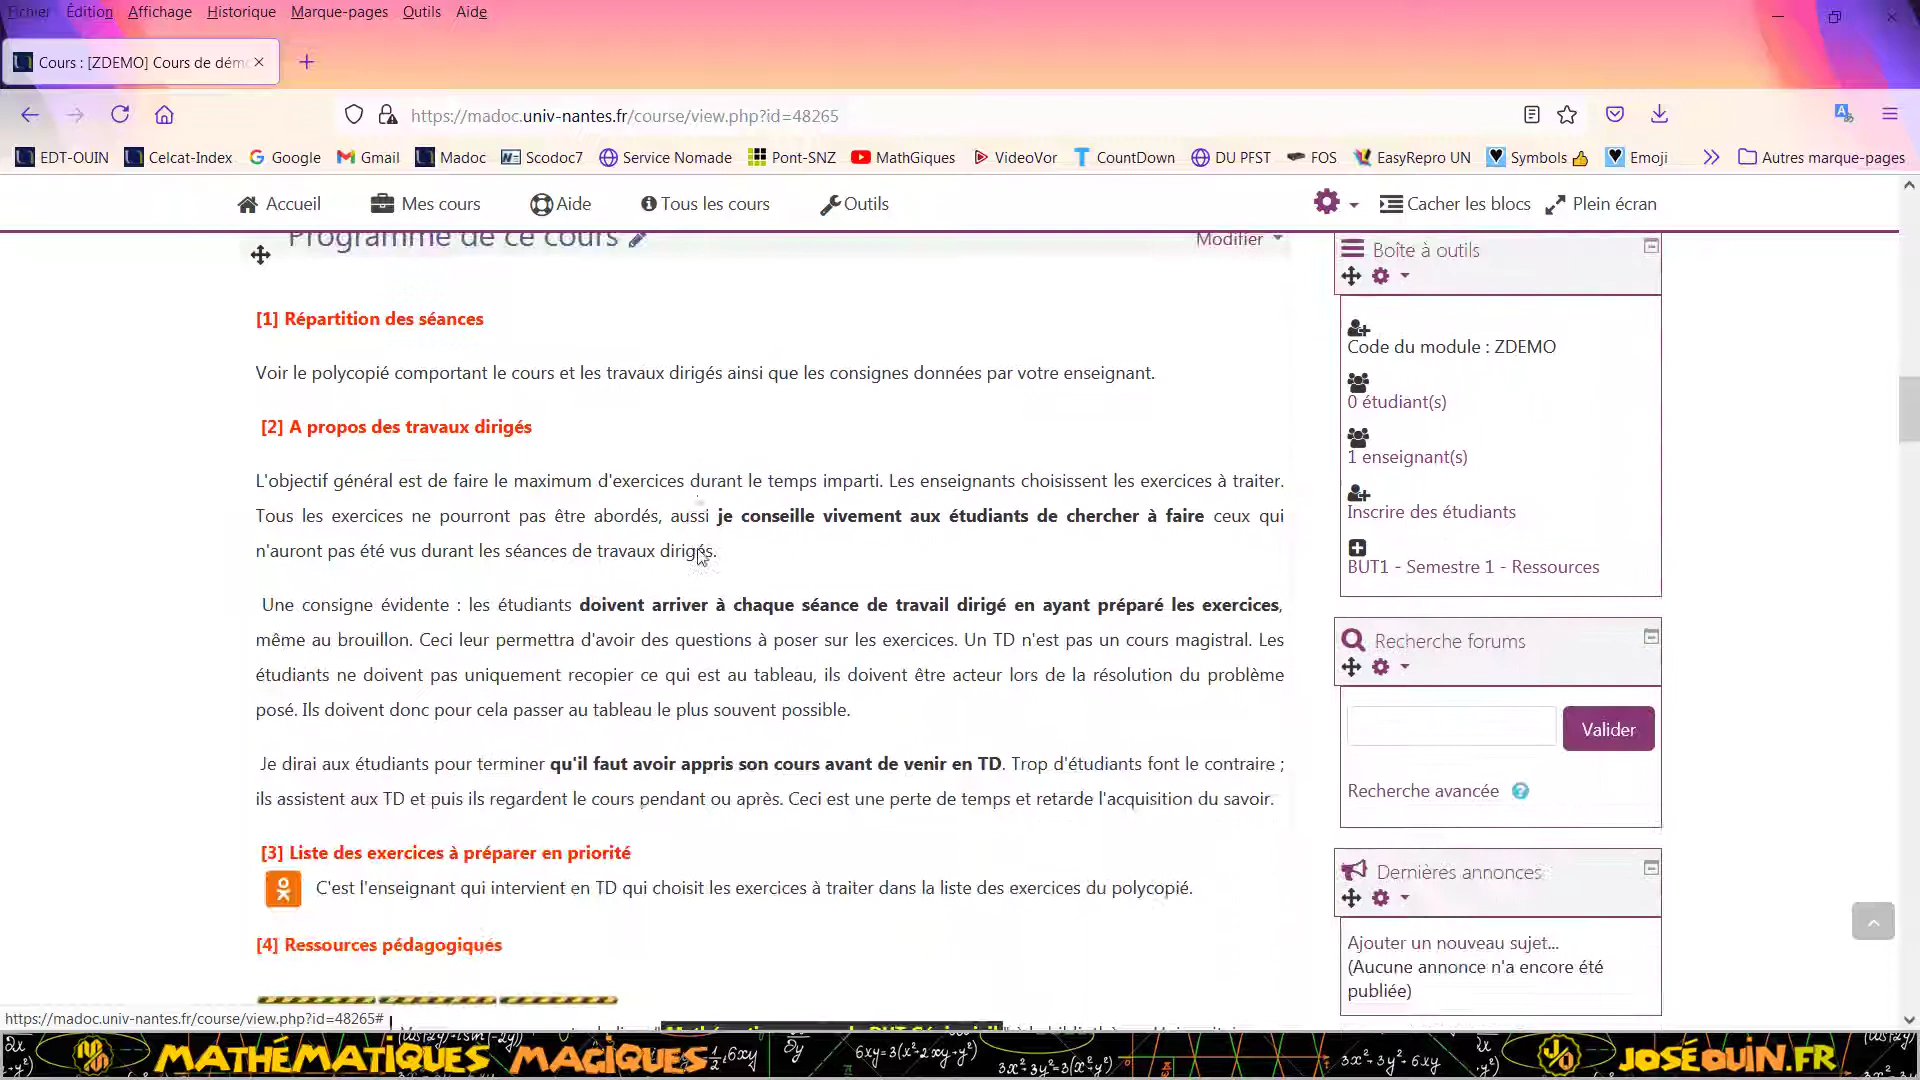 Fichier Édition Affichage Historique Marque-pages Outils Aide
Cours : [ZDEMO] Cours de dém
https://madoc.univ-nantes.fr/course/view.php?id=48265
EDT-OUIN Celcat-Index Google Gmail Madoc Scodoc7 Service Nomade Pont-SNZ MathGiques VideoVor CountDown DU PFST FOS EasyRepro UN Symbols Emoji Autres marque-pages
Accueil Mes cours Aide Tous les cours Outils Cacher les blocs Plein écran
Programme de ce cours Modifier
[1] Répartition des séances
Voir le polycopié comportant le cours et les travaux dirigés ainsi que les consignes données par votre enseignant.
[2] A propos des travaux dirigés
L'objectif général est de faire le maximum d'exercices durant le temps imparti. Les enseignants choisissent les exercices à traiter.
Tous les exercices ne pourront pas être abordés, aussi je conseille vivement aux étudiants de chercher à faire ceux qui
n'auront pas été vus durant les séances de travaux dirigés.
Une consigne évidente : les étudiants doivent arriver à chaque séance de travail dirigé en ayant préparé les exercices,
même au brouillon. Ceci leur permettra d'avoir des questions à poser sur les exercices. Un TD n'est pas un cours magistral. Les
étudiants ne doivent pas uniquement recopier ce qui est au tableau, ils doivent être acteur lors de la résolution du problème
posé. Ils doivent donc pour cela passer au tableau le plus souvent possible.
Je dirai aux étudiants pour terminer qu'il faut avoir appris son cours avant de venir en TD. Trop d'étudiants font le contraire ;
ils assistent aux TD et puis ils regardent le cours pendant ou après. Ceci est une perte de temps et retarde l'acquisition du savoir.
[3] Liste des exercices à préparer en priorité
C'est l'enseignant qui intervient en TD qui choisit les exercices à traiter dans la liste des exercices du polycopié.
[4] Ressources pédagogiques
Boîte à outils
Code du module : ZDEMO
0 étudiant(s)
1 enseignant(s)
Inscrire des étudiants
BUT1 - Semestre 1 - Ressources
Recherche forums
Valider
Recherche avancée
Dernières annonces
Ajouter un nouveau sujet...
(Aucune annonce n'a encore été
publiée)
https://madoc.univ-nantes.fr/course/view.php?id=48265#
MATHÉMATIQUES MAGIQUES
JOSÉOUIN.FR